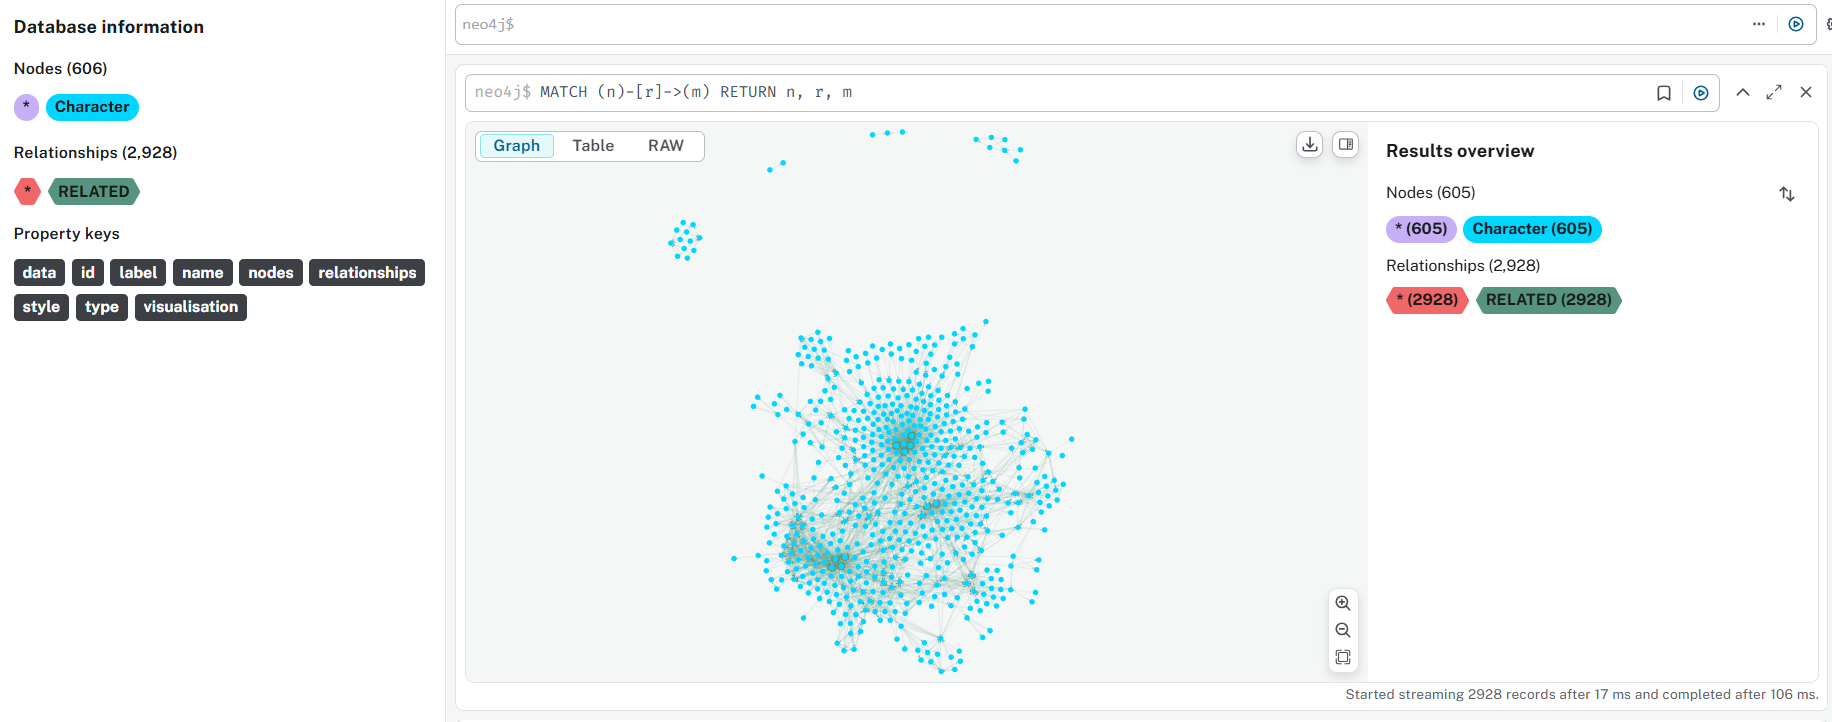 Database information
Nodes (606)
* Character
Relationships (2,928)
* RELATED
Property keys
data id label name nodes relationships
style type visualisation
neo4j$
neo4j$ MATCH (n)-[r]->(m) RETURN n, r, m
Graph Table RAW
Results overview
Nodes (605)
* (605) Character (605)
Relationships (2,928)
* (2928) RELATED (2928)
Started streaming 2928 records after 17 ms and completed after 106 ms.